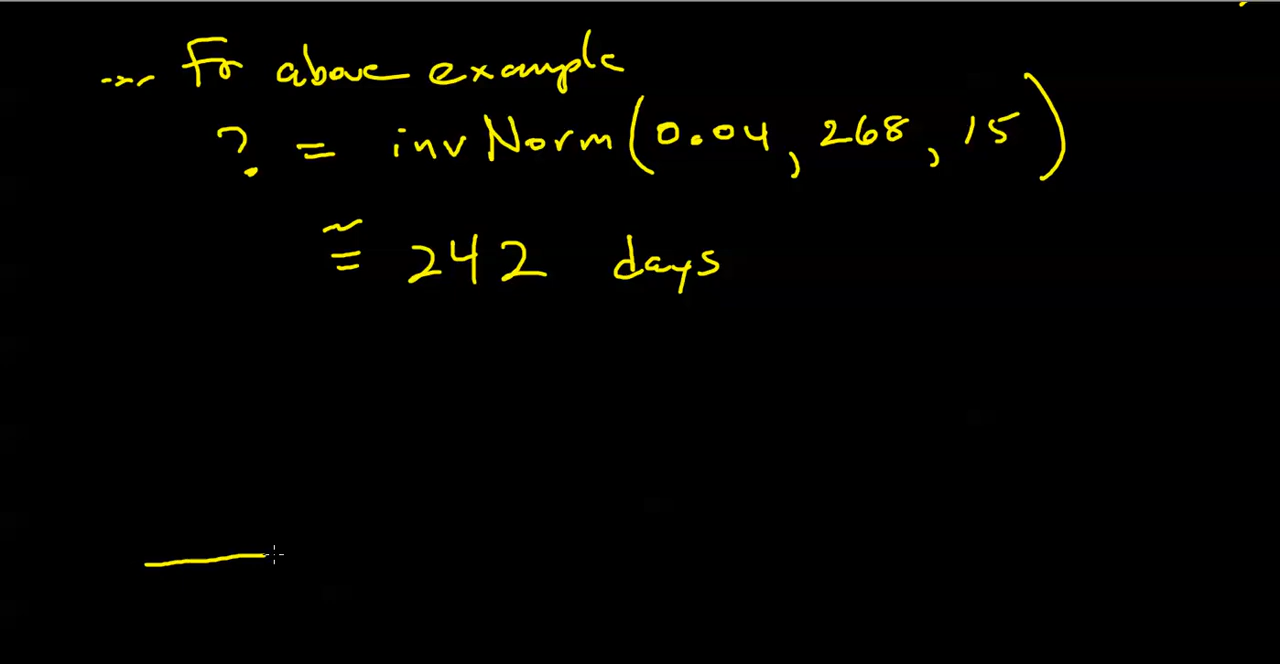 For above example
? = invNorm(0.04, 268, 15)
≅ 242 days